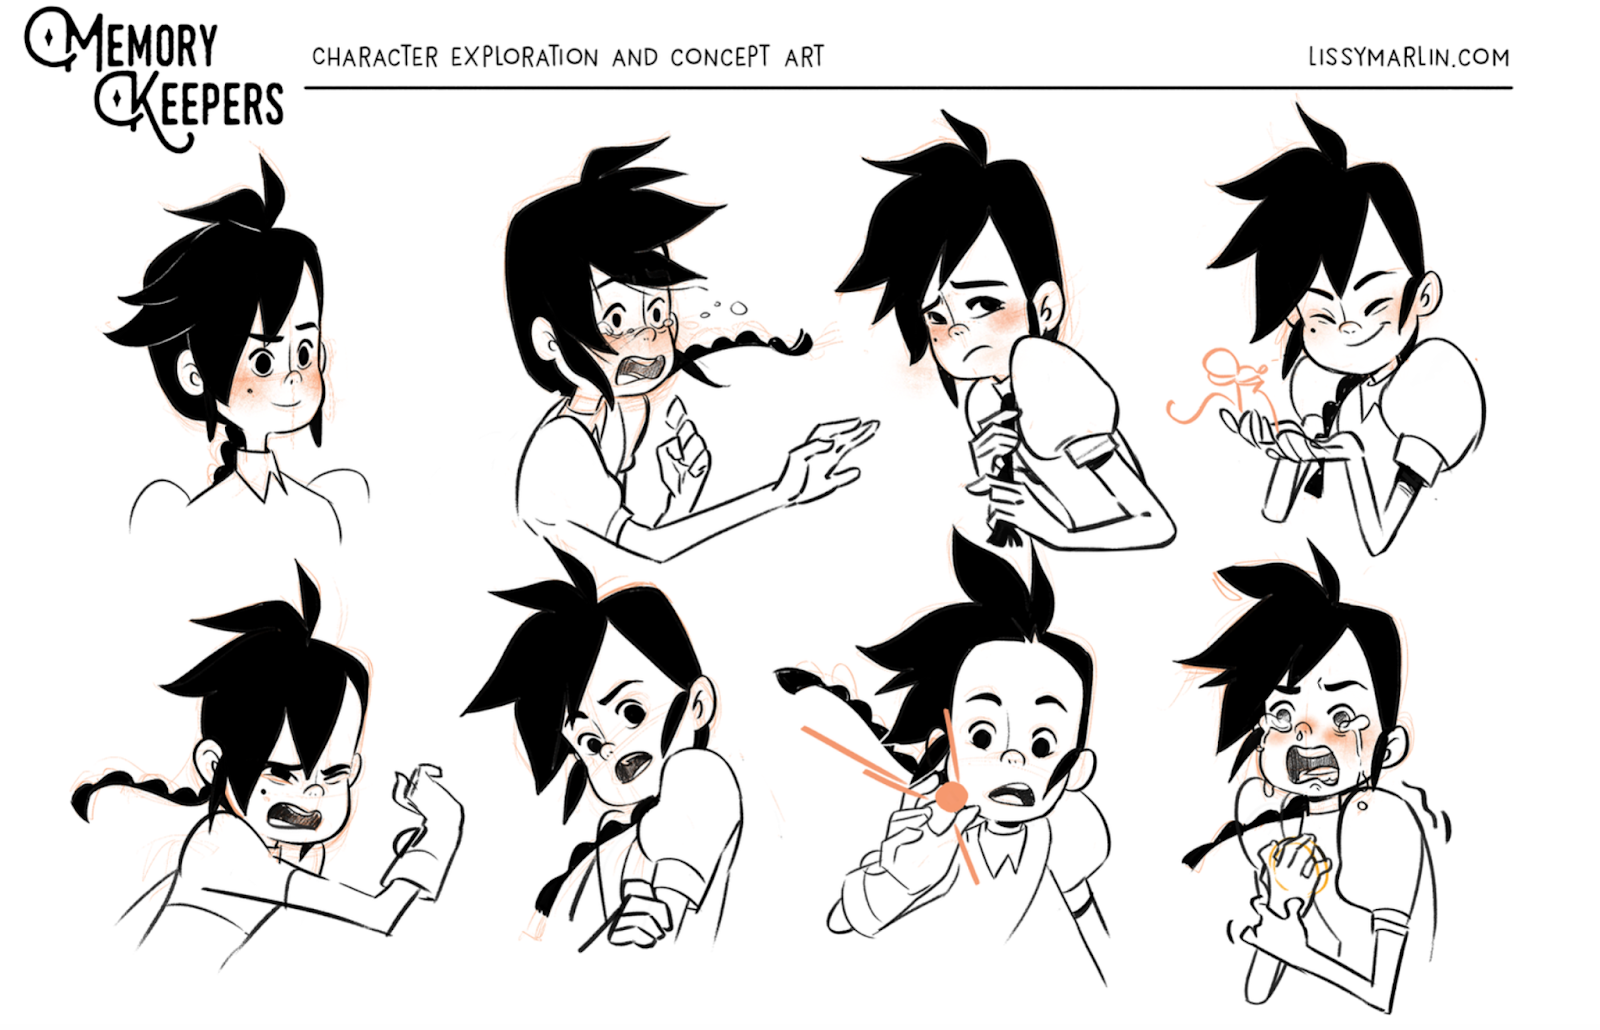 MEMORY
KEEPERS
CHARACTER EXPLORATION AND CONCEPT ART
LISSYMARLIN.COM